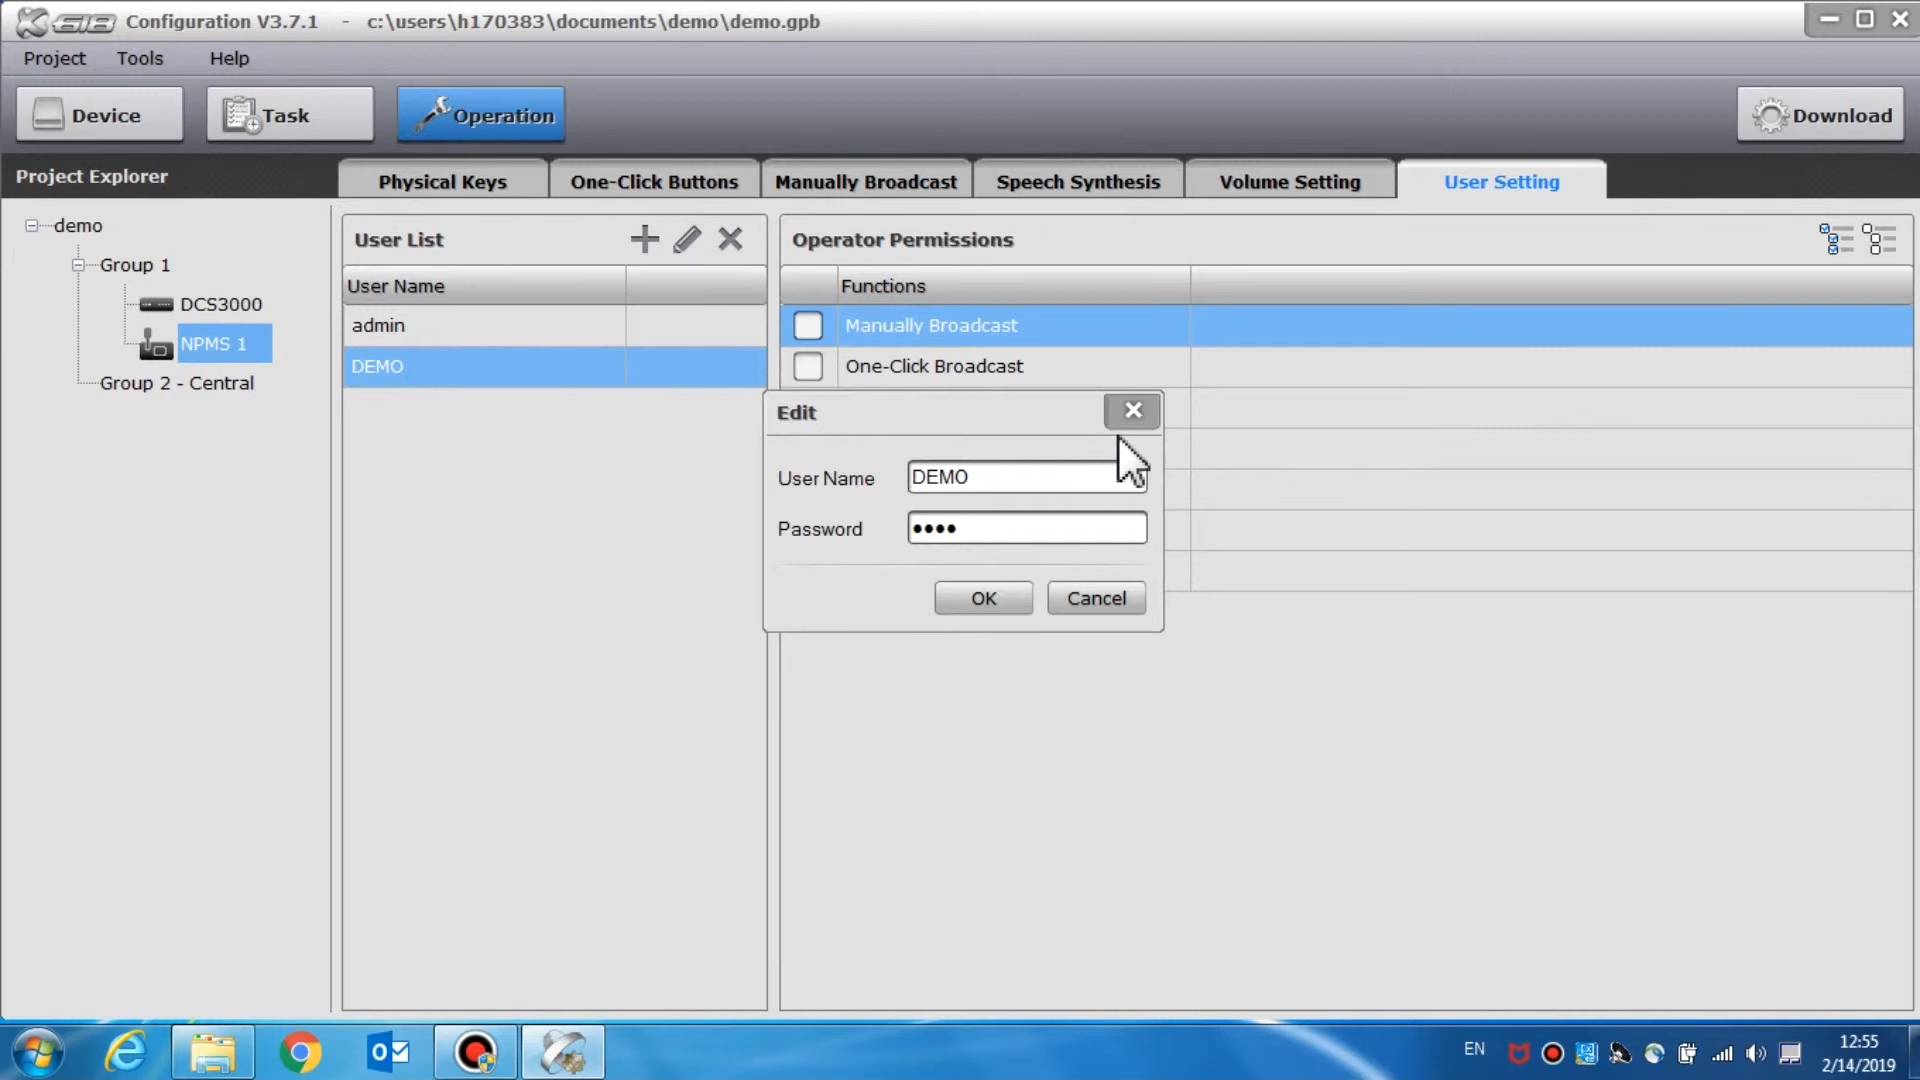 X-618 Configuration V3.7.1 - c:\users\h170383\documents\demo\demo.gpb
Project Tools Help
Device Task Operation Download
Project Explorer
Physical Keys One-Click Buttons Manually Broadcast Speech Synthesis Volume Setting User Setting
demo
Group 1
DCS3000
NPMS 1
Group 2 - Central
User List
User Name
admin
DEMO
Operator Permissions
Functions
Manually Broadcast
One-Click Broadcast
Edit
User Name DEMO
Password ••••
OK Cancel
EN
12:55
2/14/2019